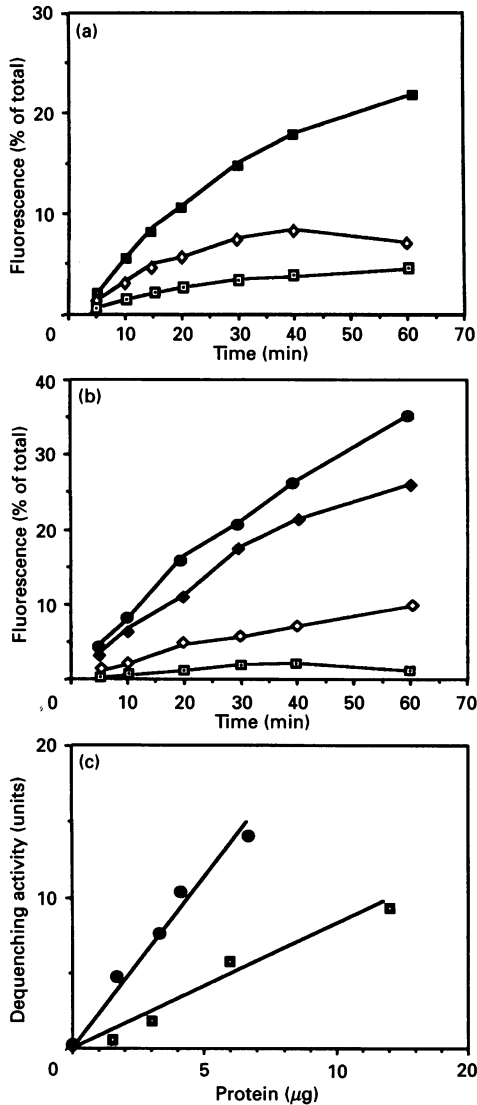 (a)
30
20
10
0
Fluorescence (% of total)
10 20 30 40 50 60 70
Time (min)
(b)
40
30
20
10
0
Fluorescence (% of total)
10 20 30 40 50 60 70
Time (min)
(c)
20
10
0
Dequenching activity (units)
5 10 20
Protein (μg)